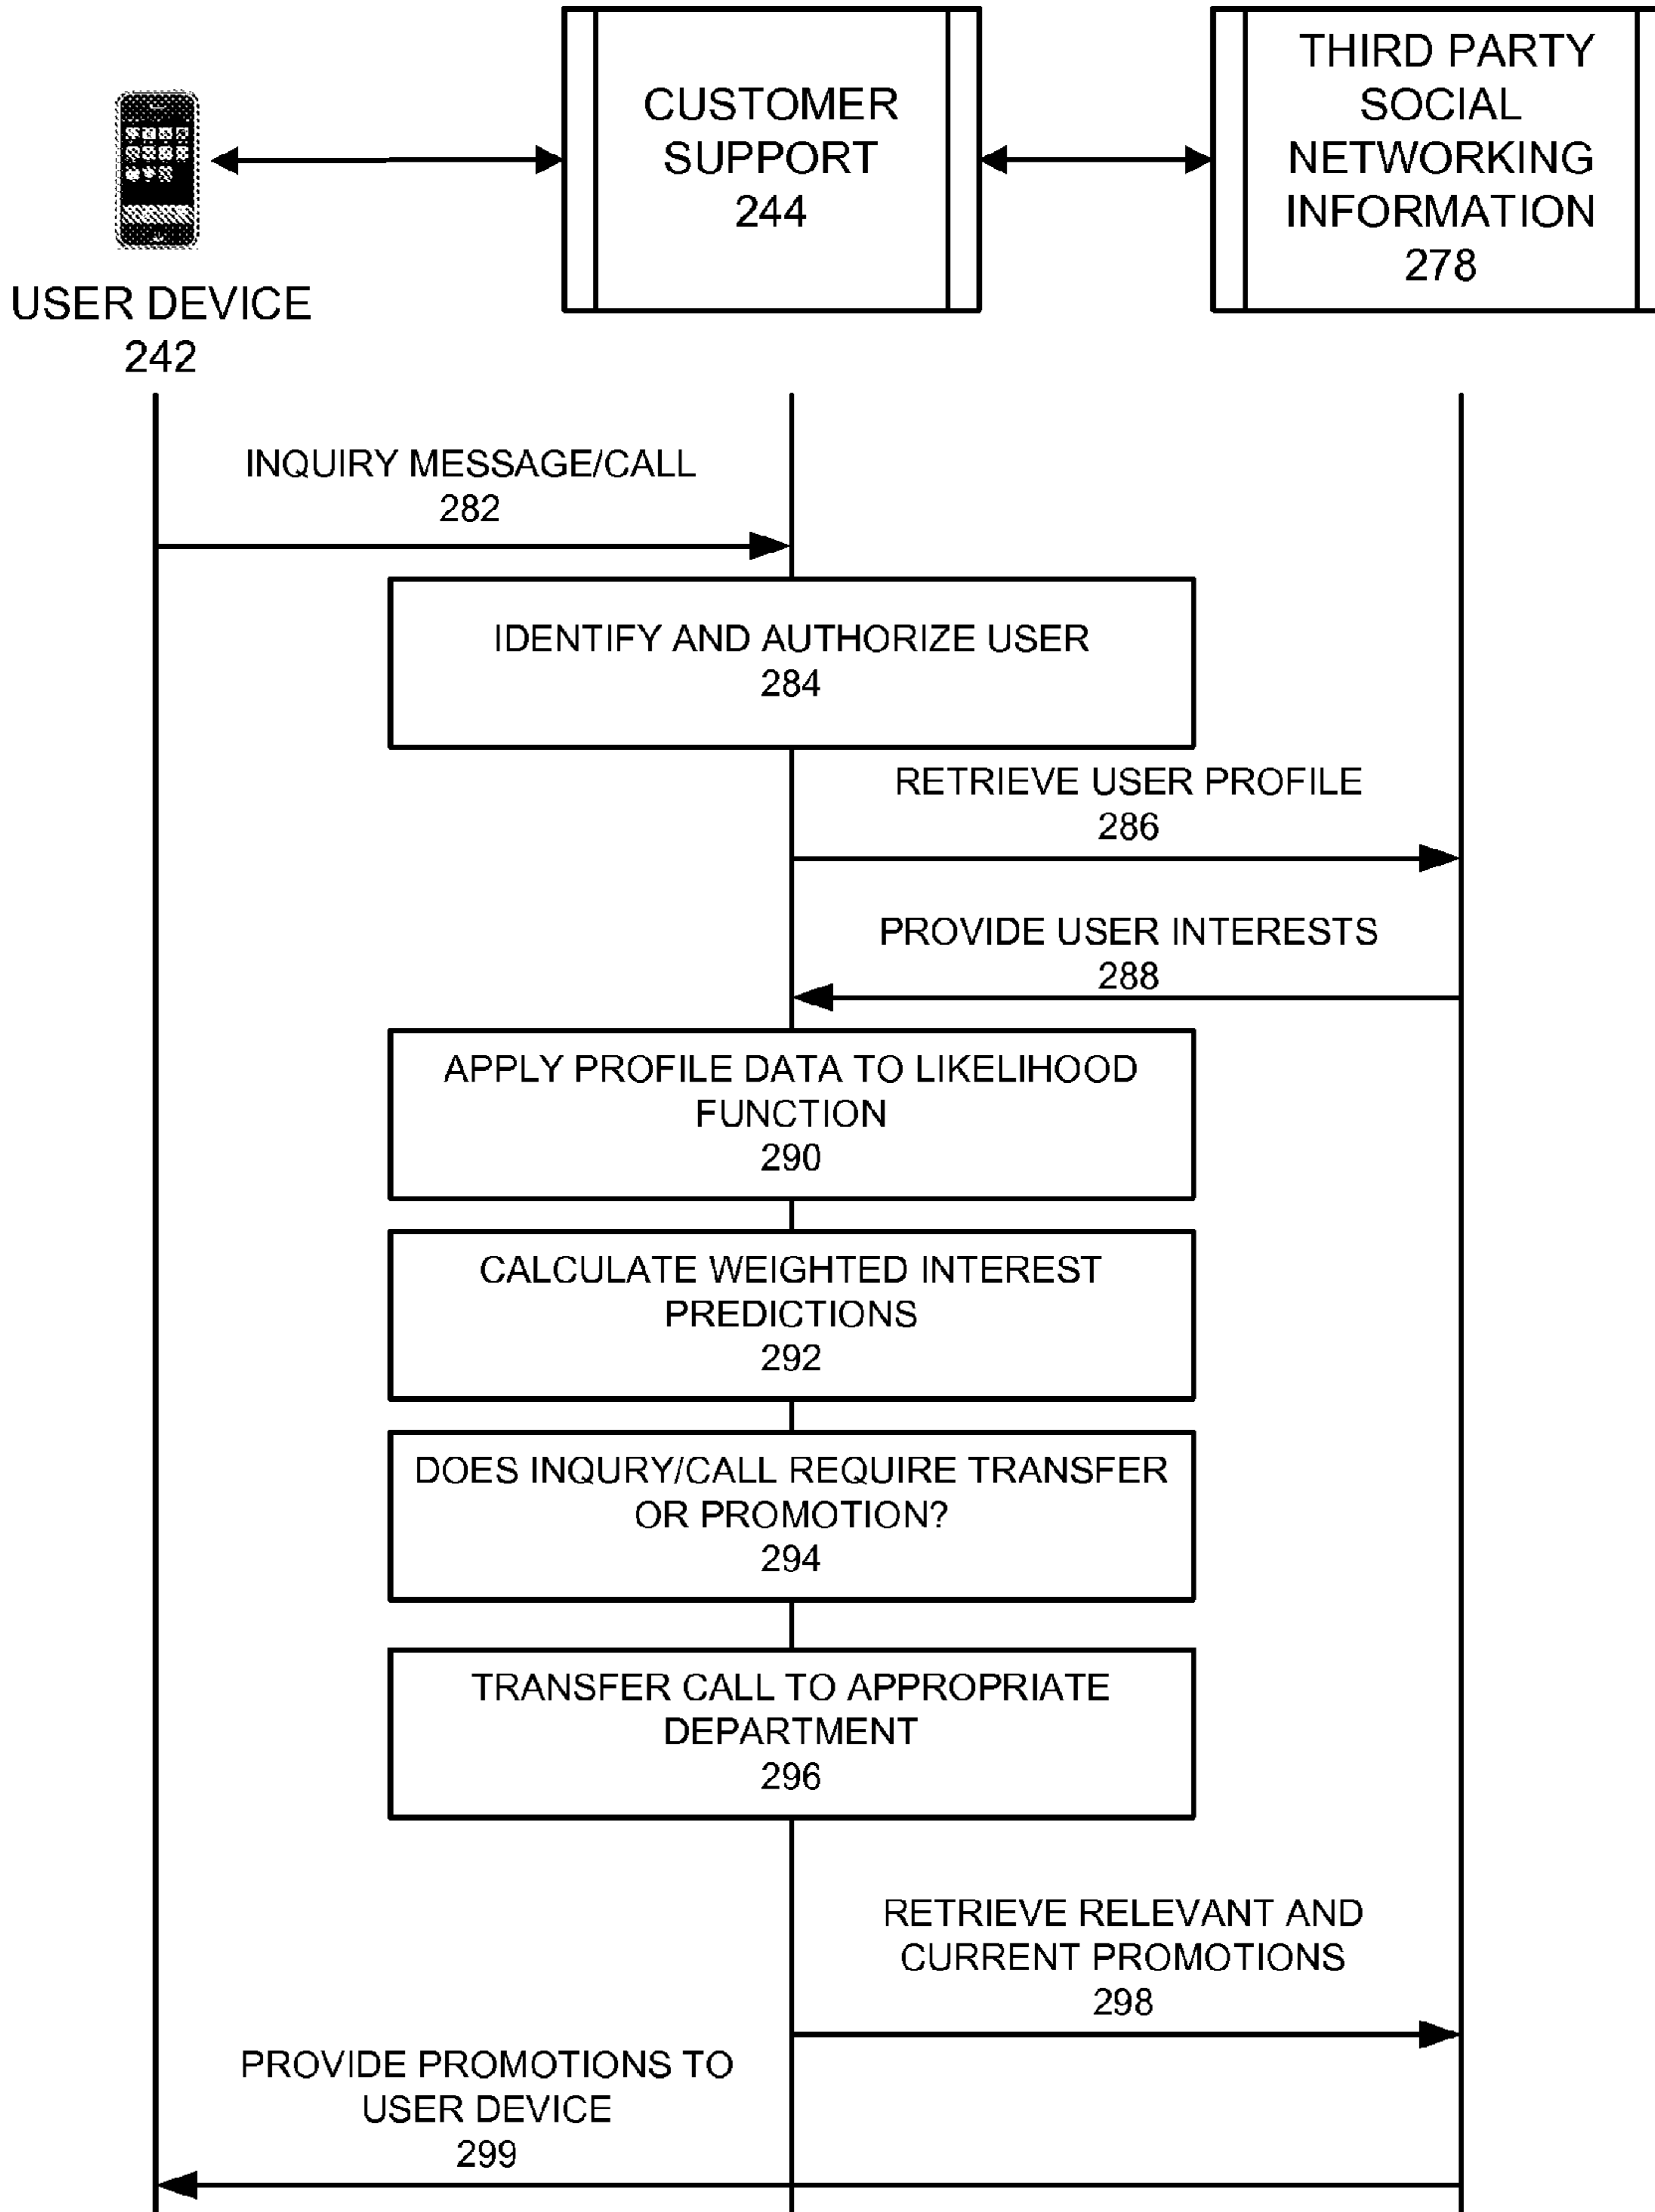 CUSTOMER
SUPPORT
244
THIRD PARTY
SOCIAL
NETWORKING
INFORMATION
278
USER DEVICE
242
INQUIRY MESSAGE/CALL
282
IDENTIFY AND AUTHORIZE USER
284
RETRIEVE USER PROFILE
286
PROVIDE USER INTERESTS
288
APPLY PROFILE DATA TO LIKELIHOOD
FUNCTION
290
CALCULATE WEIGHTED INTEREST
PREDICTIONS
292
DOES INQURY/CALL REQUIRE TRANSFER
OR PROMOTION?
294
TRANSFER CALL TO APPROPRIATE
DEPARTMENT
296
RETRIEVE RELEVANT AND
CURRENT PROMOTIONS
298
PROVIDE PROMOTIONS TO
USER DEVICE
299